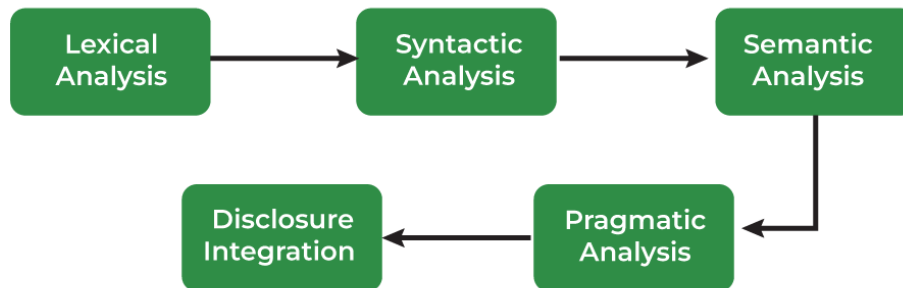 Lexical
Analysis
Syntactic
Analysis
Semantic
Analysis
Pragmatic
Analysis
Disclosure
Integration